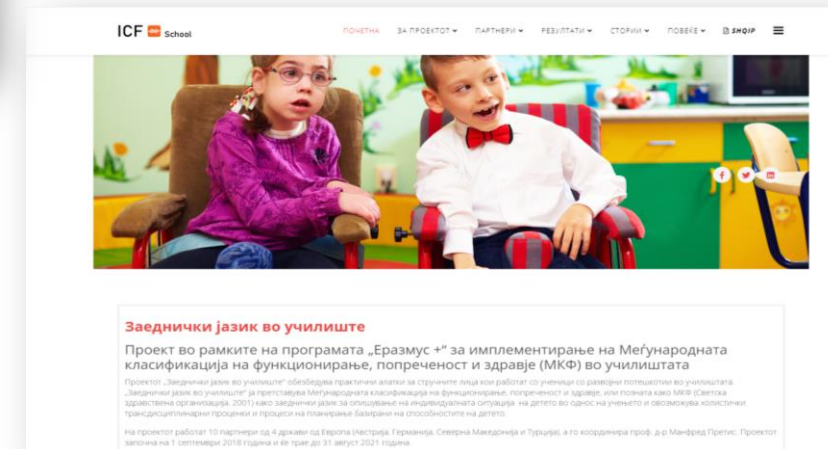 ICF School
ПОЧЕТНА ЗА ПРОЕКТОТ ПАРТНЕРИ РЕЗУЛТАТИ СТОРИИ ПОВЕЌЕ SHQIP
Заеднички јазик во училиште
Проект во рамките на програмата „Еразмус +“ за имплементирање на Меѓународната
класификација на функционирање, попреченост и здравје (МКФ) во училиштата
Проектот „Заеднички јазик во училиште“ обезбедува практични алатки за стручните лица кои работат со ученици со развојни потешкотии во училиштата.
„Заеднички јазик во училиште“ ја претставува Меѓународната класификација на функционирање, попреченост и здравје, или позната како МКФ (Светска
здравствена организација, 2001) како заеднички јазик за опишување на индивидуалната ситуација на детето во однос на учењето и овозможува холистички
трансдисциплинарни проценки и процеси на планирање базирани на способностите на детето.
На проектот работат 10 партнери од 4 држави од Европа (Австрија, Германија, Северна Македонија и Турција), а го координира проф. д-р Манфред Претис. Проектот
започна на 1 септември 2018 година и ќе трае до 31 август 2021 година.